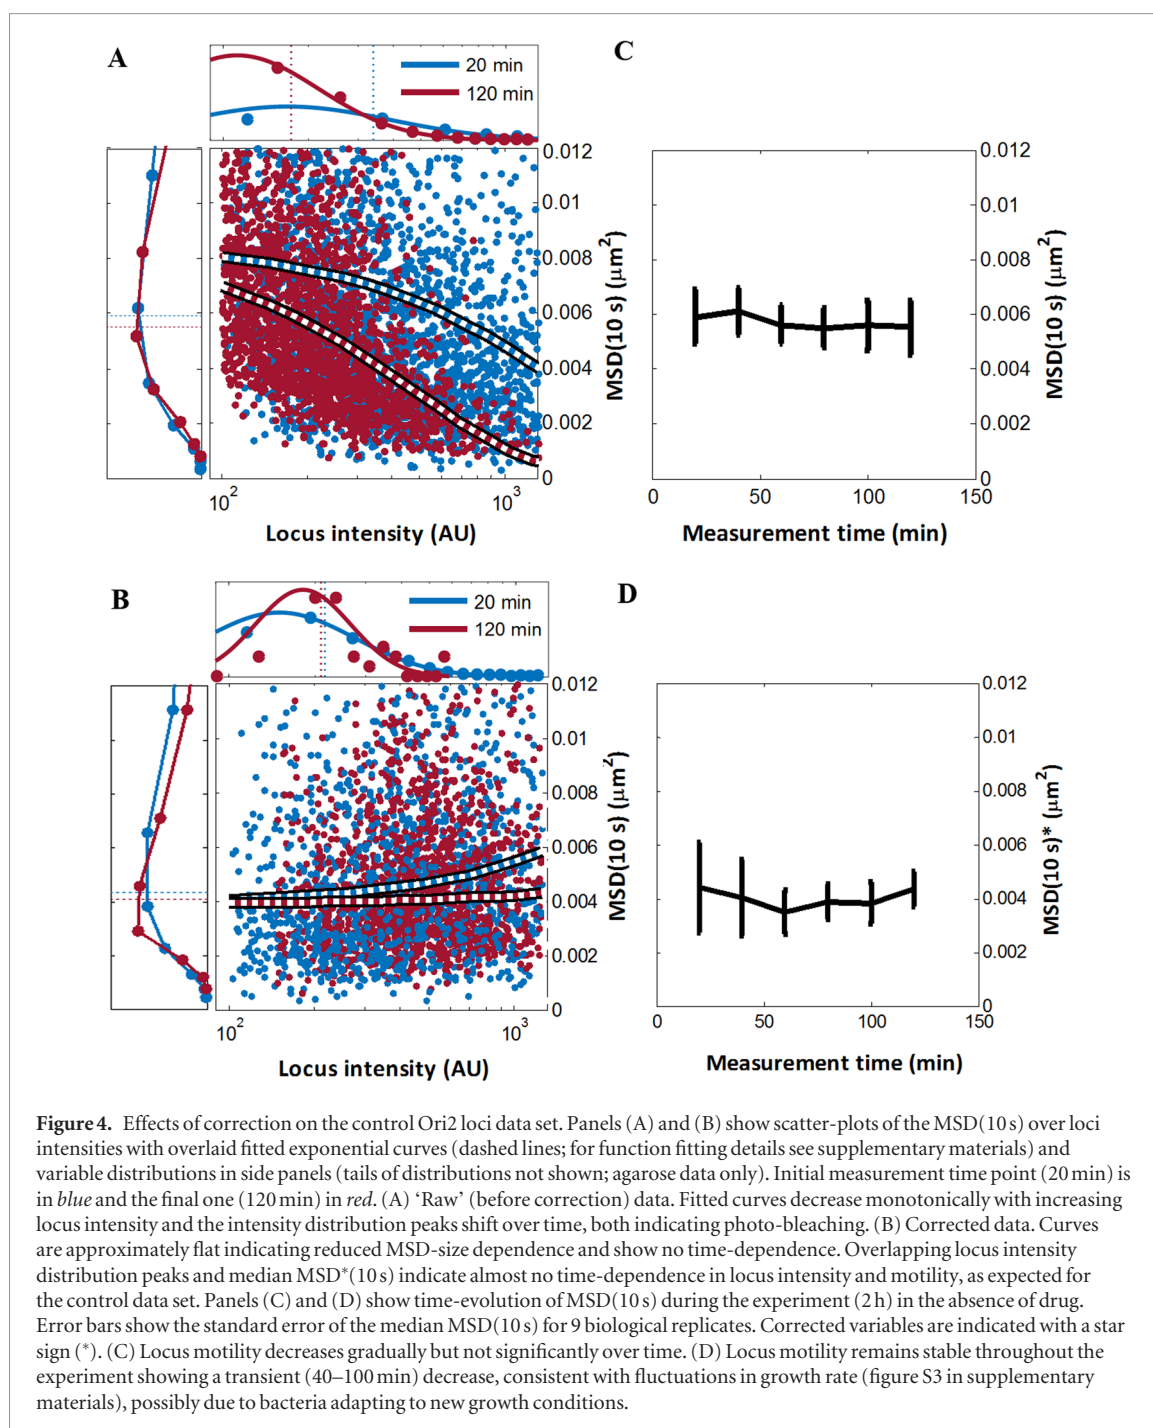 A
20 min
120 min
0.012
0.01
0.008
0.006
0.004
0.002
0
MSD(10 s) (μm²)
10²
10³
Locus intensity (AU)
C
0.012
0.01
0.008
0.006
0.004
0.002
0
MSD(10 s) (μm²)
0
50
100
150
Measurement time (min)
B
20 min
120 min
0.012
0.01
0.008
0.006
0.004
0.002
0
MSD(10 s) (μm²)
10²
10³
Locus intensity (AU)
D
0.012
0.01
0.008
0.006
0.004
0.002
0
MSD(10 s)* (μm²)
0
50
100
150
Measurement time (min)
Figure 4. Effects of correction on the control Ori2 loci data set. Panels (A) and (B) show scatter-plots of the MSD(10 s) over loci
intensities with overlaid fitted exponential curves (dashed lines; for function fitting details see supplementary materials) and
variable distributions in side panels (tails of distributions not shown; agarose data only). Initial measurement time point (20 min) is
in blue and the final one (120 min) in red. (A) ‘Raw’ (before correction) data. Fitted curves decrease monotonically with increasing
locus intensity and the intensity distribution peaks shift over time, both indicating photo-bleaching. (B) Corrected data. Curves
are approximately flat indicating reduced MSD-size dependence and show no time-dependence. Overlapping locus intensity
distribution peaks and median MSD*(10 s) indicate almost no time-dependence in locus intensity and motility, as expected for
the control data set. Panels (C) and (D) show time-evolution of MSD(10 s) during the experiment (2 h) in the absence of drug.
Error bars show the standard error of the median MSD(10 s) for 9 biological replicates. Corrected variables are indicated with a star
sign (*). (C) Locus motility decreases gradually but not significantly over time. (D) Locus motility remains stable throughout the
experiment showing a transient (40–100 min) decrease, consistent with fluctuations in growth rate (figure S3 in supplementary
materials), possibly due to bacteria adapting to new growth conditions.